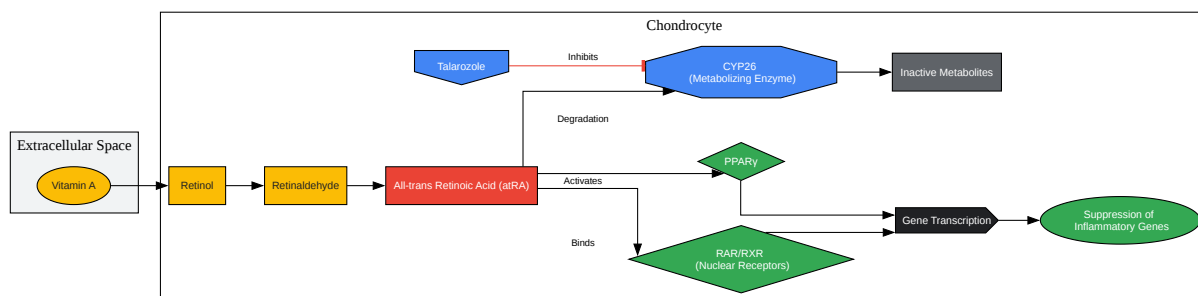 Chondrocyte
Talarozole
Inhibits
CYP26
(Metabolizing Enzyme)
Inactive Metabolites
Degradation
Extracellular Space
Vitamin A
Retinol
Retinaldehyde
All-trans Retinoic Acid (atRA)
Activates
PPARγ
Binds
RAR/RXR
(Nuclear Receptors)
Gene Transcription
Suppression of
Inflammatory Genes